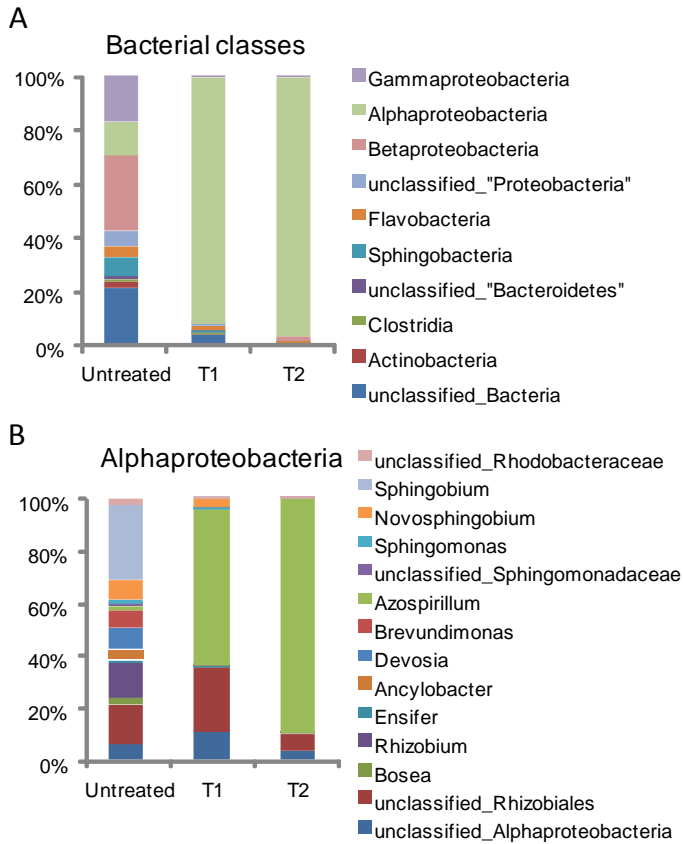 A
Bacterial classes
100%
80%
60%
40%
20%
0%
Untreated
T1
T2
Gammaproteobacteria
Alphaproteobacteria
Betaproteobacteria
unclassified_"Proteobacteria"
Flavobacteria
Sphingobacteria
unclassified_"Bacteroidetes"
Clostridia
Actinobacteria
unclassified_Bacteria
B
Alphaproteobacteria
100%
80%
60%
40%
20%
0%
Untreated
T1
T2
unclassified_Rhodobacteraceae
Sphingobium
Novosphingobium
Sphingomonas
unclassified_Sphingomonadaceae
Azospirillum
Brevundimonas
Devosia
Ancylobacter
Ensifer
Rhizobium
Bosea
unclassified_Rhizobiales
unclassified_Alphaproteobacteria